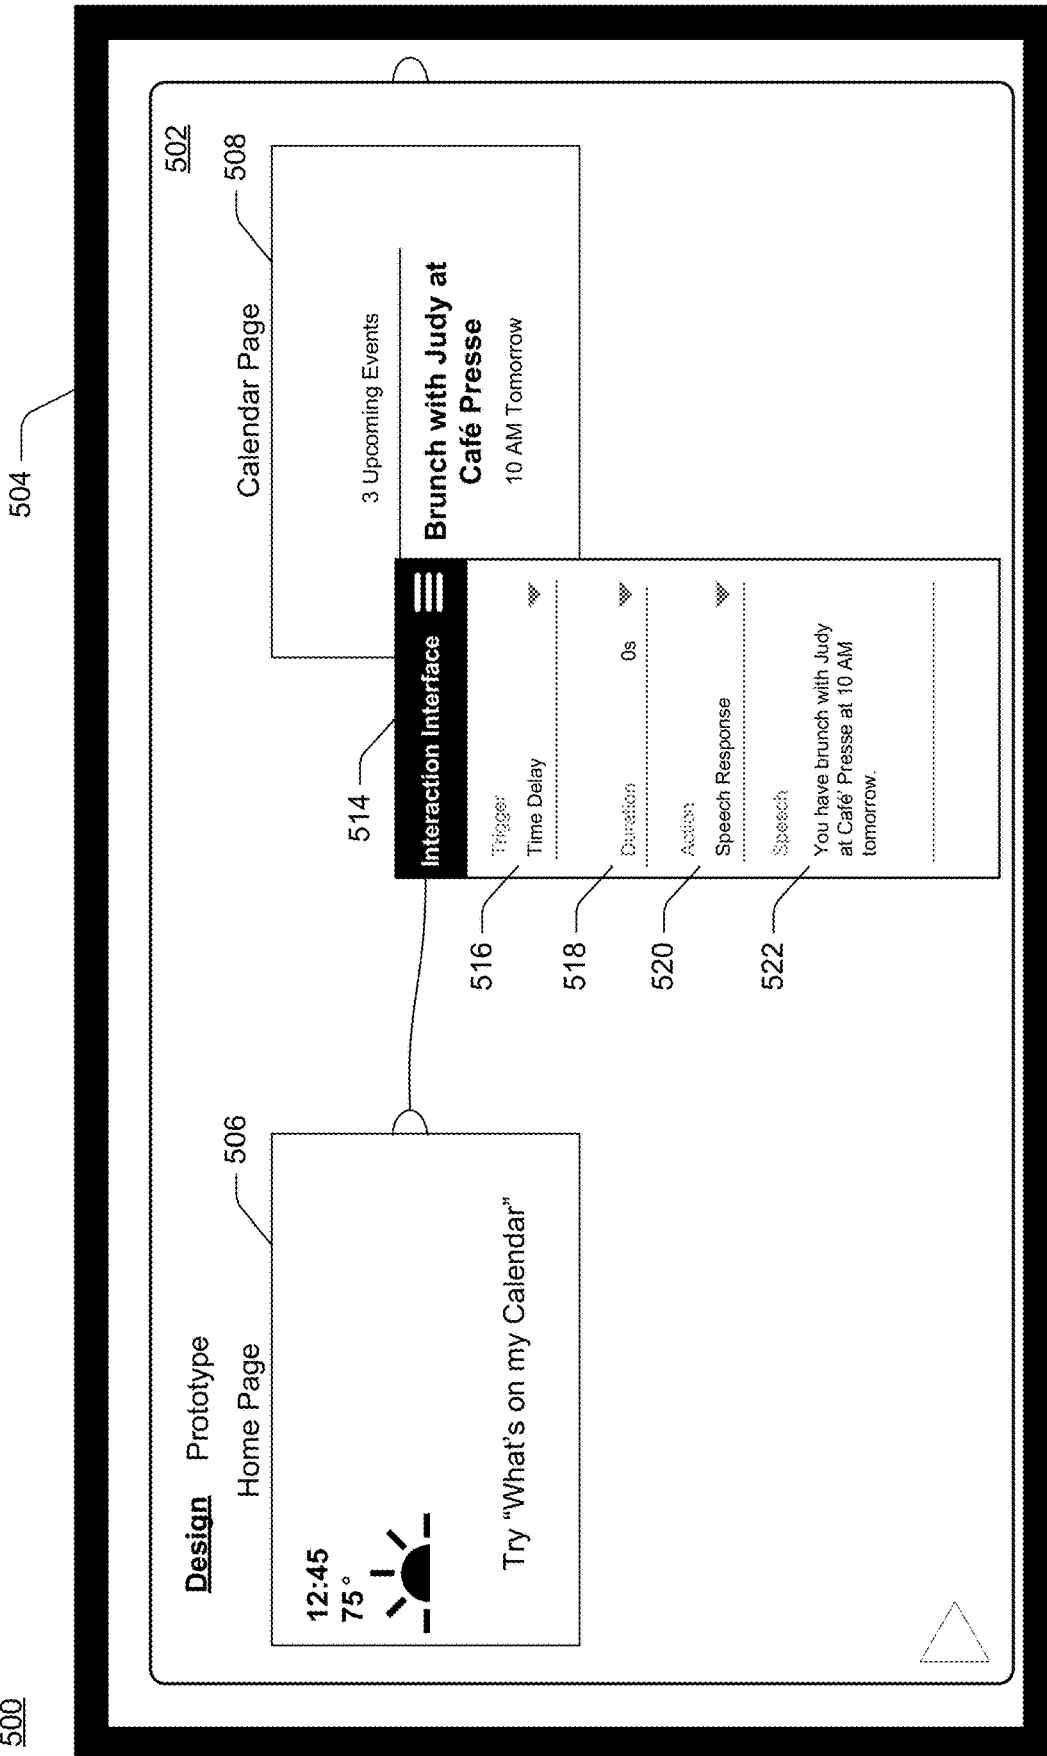 500
504
502
Design Prototype
Home Page
506
12:45
75°
Try “What’s on my Calendar”
Calendar Page
508
3 Upcoming Events
Brunch with Judy at
Café Presse
10 AM Tomorrow
514
Interaction Interface
516
Trigger
Time Delay
518
Duration 0s
520
Action
Speech Response
522
Speech
You have brunch with Judy
at Café’ Presse at 10 AM
tomorrow.